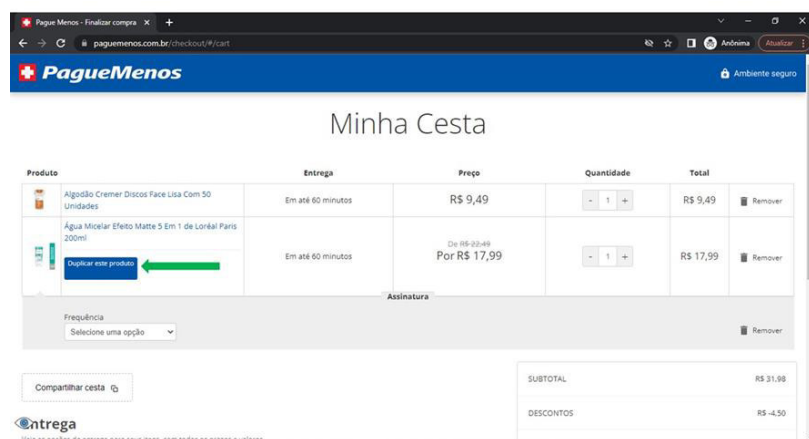 Pague Menos - Finalizar compra
paguemenos.com.br/checkout/#/cart
Anônima
Atualizar
PagueMenos
Ambiente seguro
Minha Cesta
Produto Entrega Preço Quantidade Total
Algodão Cremer Discos Face Lisa Com 50
Unidades
Em até 60 minutos R$ 9,49 - 1 + R$ 9,49 Remover
Água Micelar Efeito Matte 5 Em 1 de Loréal Paris
200ml
Duplicar este produto
Em até 60 minutos
De R$ 22,49
Por R$ 17,99
- 1 + R$ 17,99 Remover
Assinatura
Frequência
Selecione uma opção
Remover
Compartilhar cesta
SUBTOTAL R$ 31,98
DESCONTOS R$ -4,50
Entrega